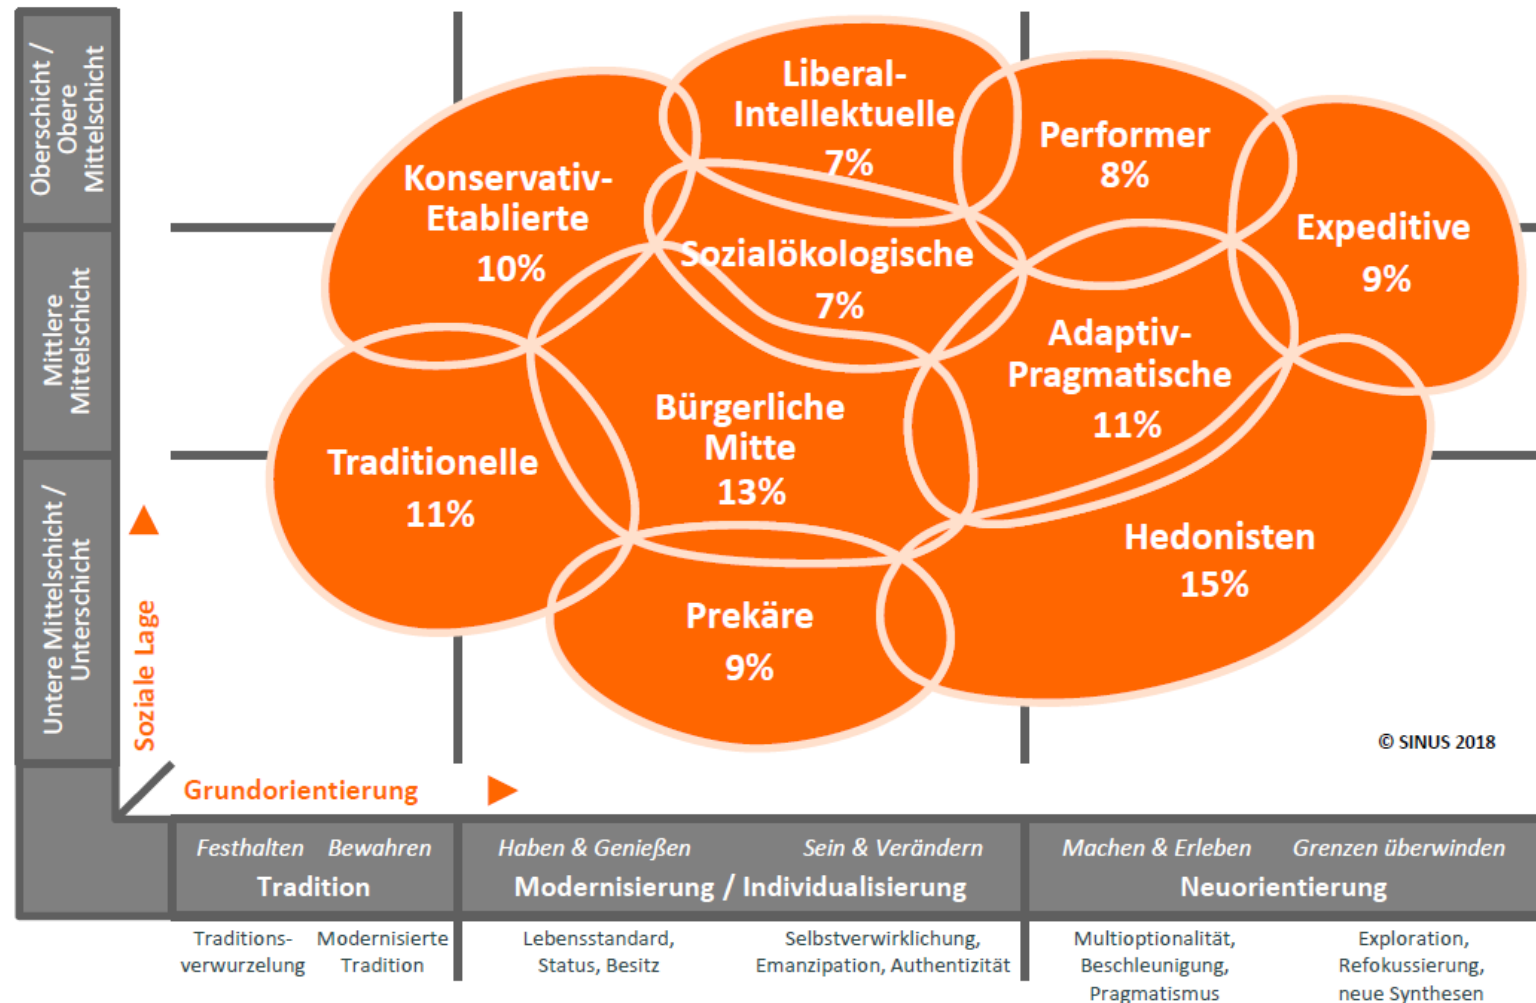 Oberschicht /
Obere
Mittelschicht
Mittlere
Mittelschicht
Untere Mittelschicht /
Unterschicht
Soziale Lage
Liberal-
Intellektuelle
7%
Performer
8%
Konservativ-
Etablierte
10%
Expeditive
9%
Sozialökologische
7%
Adaptiv-
Pragmatische
11%
Bürgerliche
Mitte
13%
Traditionelle
11%
Hedonisten
15%
Prekäre
9%
© SINUS 2018
Grundorientierung
Festhalten Bewahren
Tradition
Haben & Genießen Sein & Verändern
Modernisierung / Individualisierung
Machen & Erleben Grenzen überwinden
Neuorientierung
Traditions-
verwurzelung
Modernisierte
Tradition
Lebensstandard,
Status, Besitz
Selbstverwirklichung,
Emanzipation, Authentizität
Multioptionalität,
Beschleunigung,
Pragmatismus
Exploration,
Refokussierung,
neue Synthesen